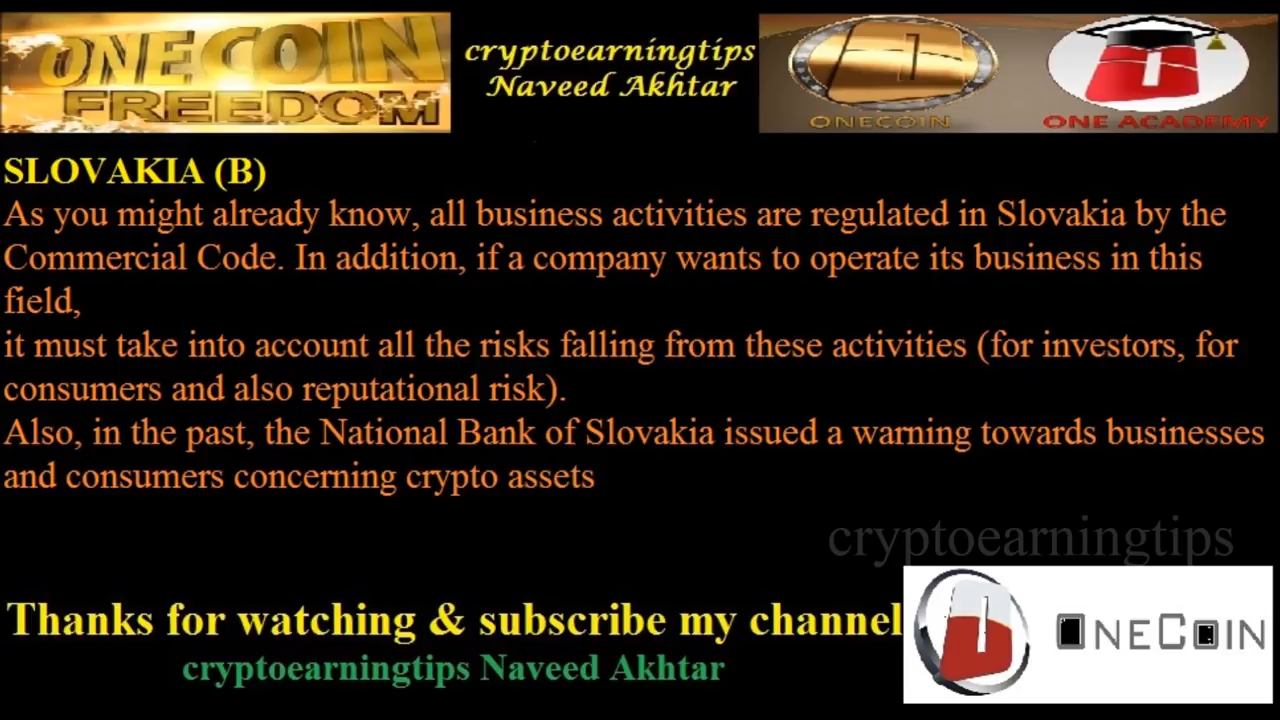 ONE COIN
FREEDOM
cryptoearningtips
Naveed Akhtar
ONECOIN
ONE ACADEMY
SLOVAKIA (B)
As you might already know, all business activities are regulated in Slovakia by the
Commercial Code. In addition, if a company wants to operate its business in this
field,
it must take into account all the risks falling from these activities (for investors, for
consumers and also reputational risk).
Also, in the past, the National Bank of Slovakia issued a warning towards businesses
and consumers concerning crypto assets
cryptoearningtips
Thanks for watching & subscribe my channel
cryptoearningtips Naveed Akhtar
ONECOIN